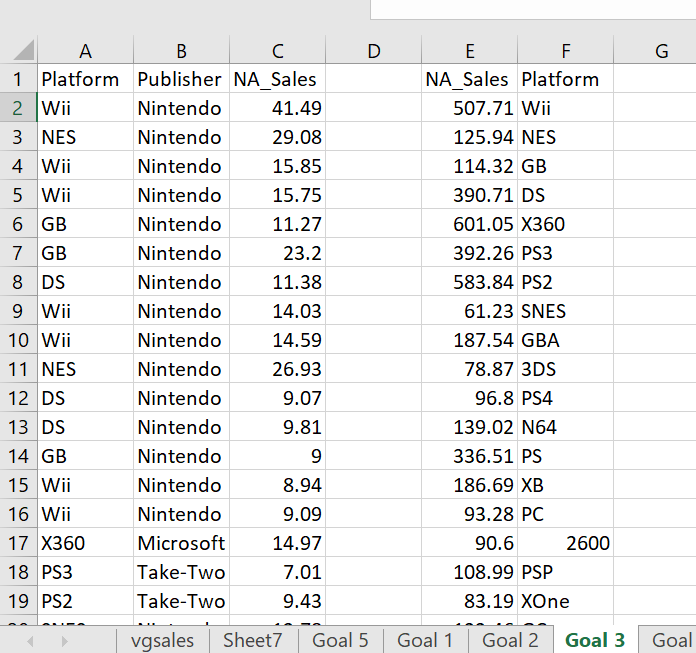 A B C D E F G
1 Platform Publisher NA_Sales NA_Sales Platform
2 Wii Nintendo 41.49 507.71 Wii
3 NES Nintendo 29.08 125.94 NES
4 Wii Nintendo 15.85 114.32 GB
5 Wii Nintendo 15.75 390.71 DS
6 GB Nintendo 11.27 601.05 X360
7 GB Nintendo 23.2 392.26 PS3
8 DS Nintendo 11.38 583.84 PS2
9 Wii Nintendo 14.03 61.23 SNES
10 Wii Nintendo 14.59 187.54 GBA
11 NES Nintendo 26.93 78.87 3DS
12 DS Nintendo 9.07 96.8 PS4
13 DS Nintendo 9.81 139.02 N64
14 GB Nintendo 9 336.51 PS
15 Wii Nintendo 8.94 186.69 XB
16 Wii Nintendo 9.09 93.28 PC
17 X360 Microsoft 14.97 90.6 2600
18 PS3 Take-Two 7.01 108.99 PSP
19 PS2 Take-Two 9.43 83.19 XOne
vgsales Sheet7 Goal 5 Goal 1 Goal 2 Goal 3 Goal